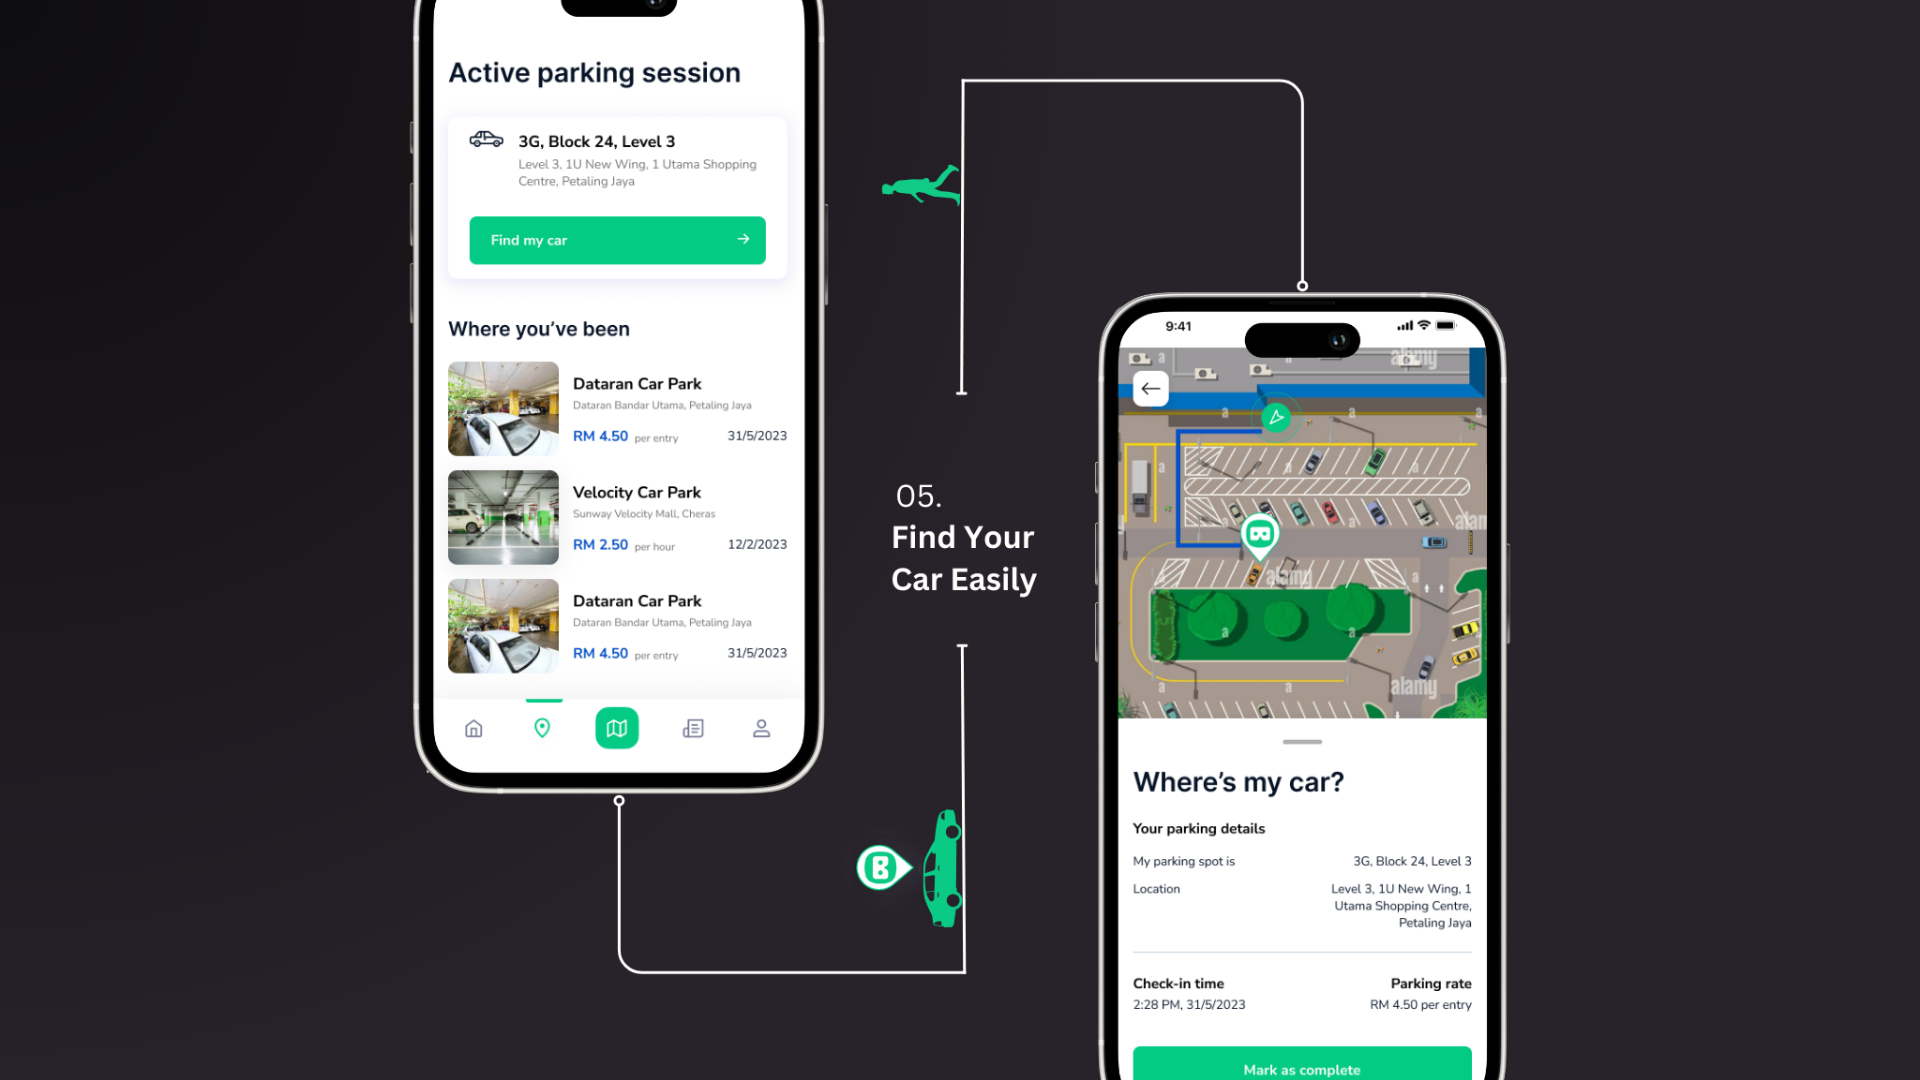 Active parking session
3G, Block 24, Level 3
Level 3, 1U New Wing, 1 Utama Shopping
Centre, Petaling Jaya
Find my car
Where you’ve been
Dataran Car Park
Dataran Bandar Utama, Petaling Jaya
RM 4.50 per entry 31/5/2023
Velocity Car Park
Sunway Velocity Mall, Cheras
RM 2.50 per hour 12/2/2023
Dataran Car Park
Dataran Bandar Utama, Petaling Jaya
RM 4.50 per entry 31/5/2023
05.
Find Your
Car Easily
B
9:41
alamy
a
a
a
a
a
a
a
a
alamy
a
a
a
a
a
alamy
Where’s my car?
Your parking details
My parking spot is 3G, Block 24, Level 3
Location Level 3, 1U New Wing, 1
Utama Shopping Centre,
Petaling Jaya
Check-in time Parking rate
2:28 PM, 31/5/2023 RM 4.50 per entry
Mark as complete